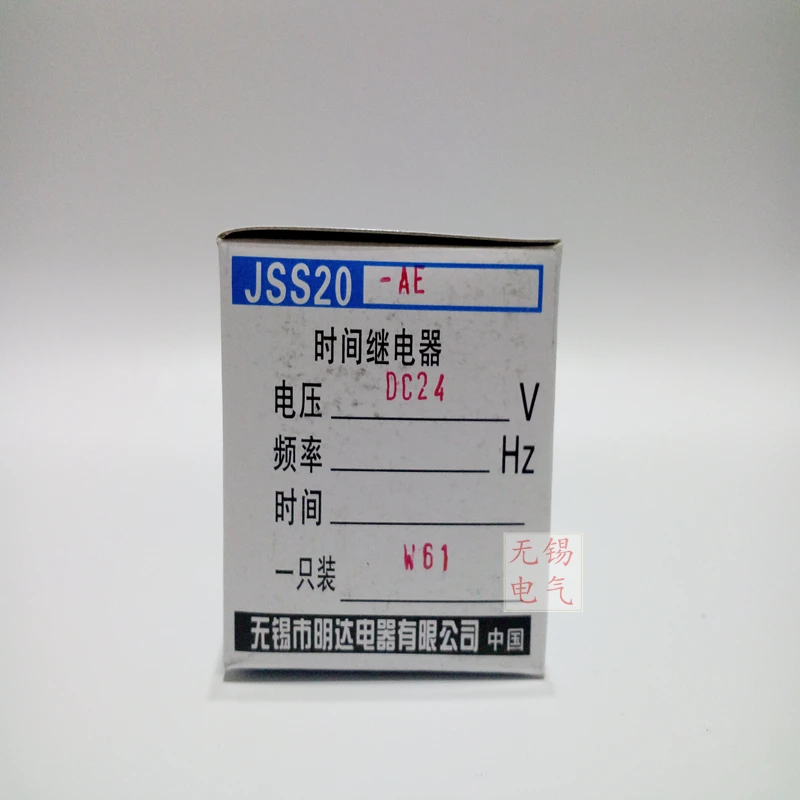 JSS20 -AE
时间继电器
电压 DC24 V
频率 Hz
时间
一只装 W61
无锡
电气
无锡市明达电器有限公司 中国